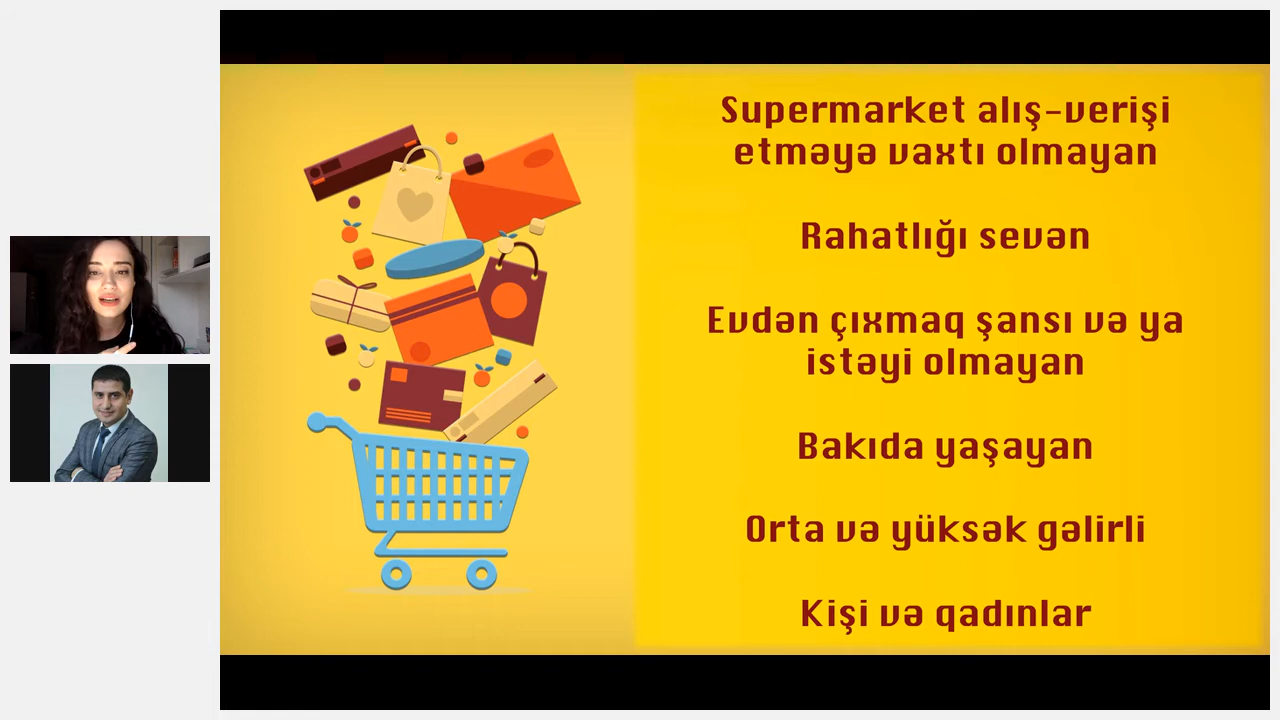 Supermarket alış-verişi
etməyə vaxtı olmayan
Rahatlığı sevən
Evdən çıxmaq şansı və ya
istəyi olmayan
Bakıda yaşayan
Orta və yüksək gəlirli
Kişi və qadınlar